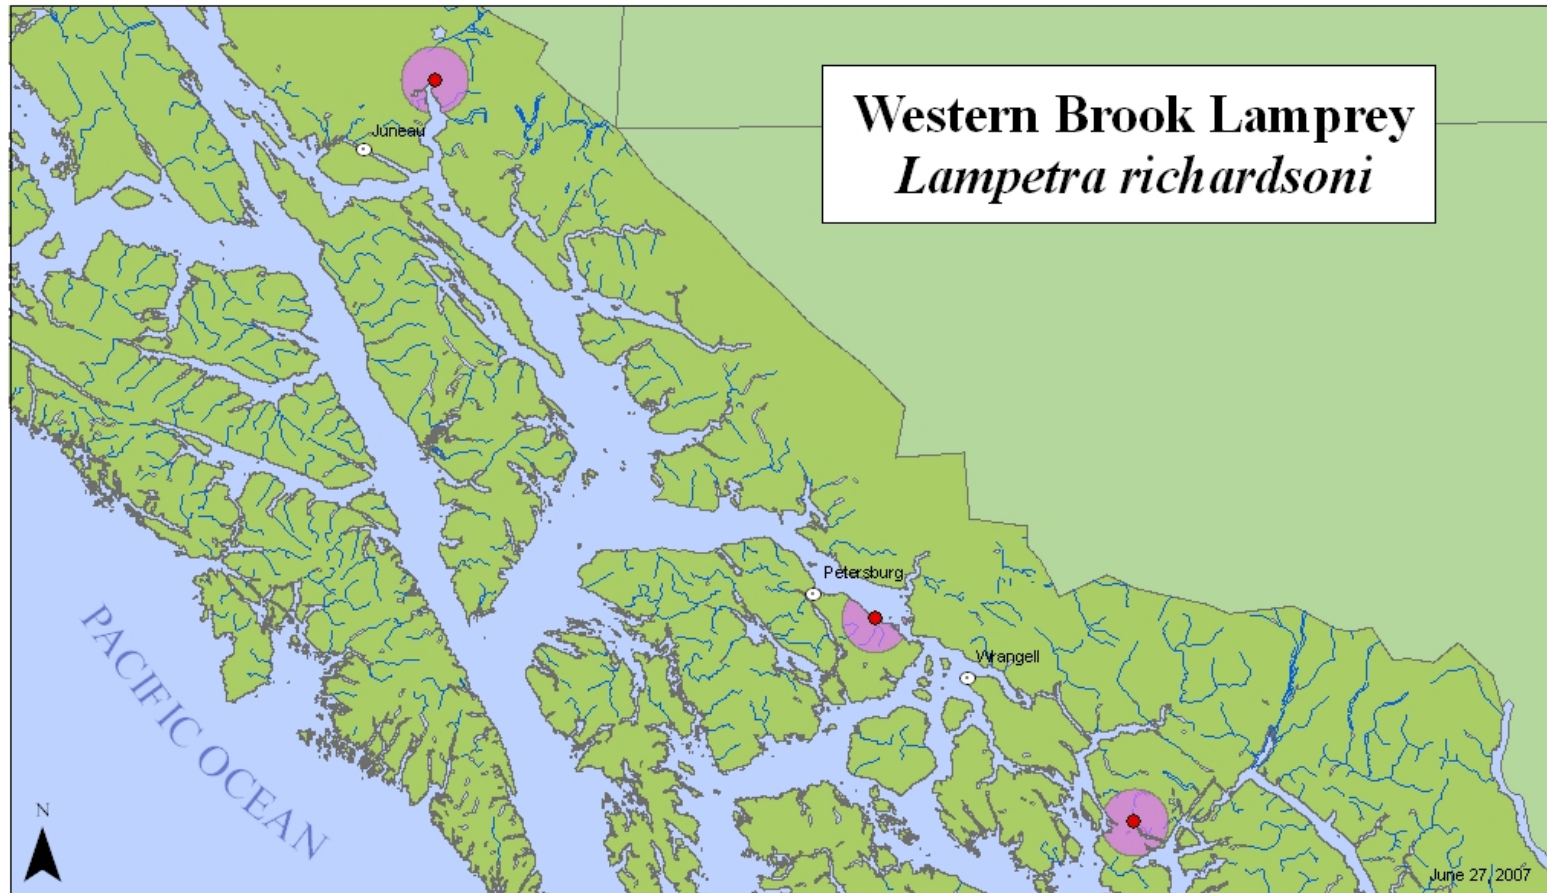 Western Brook Lamprey
Lampetra richardsoni
Juneau
Petersburg
Wrangell
PACIFIC OCEAN
N
June 27, 2007